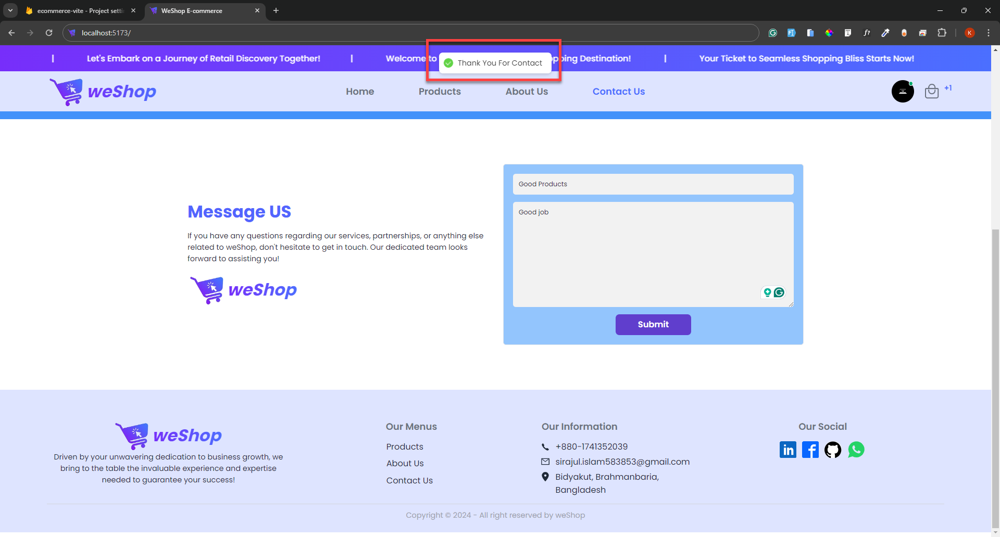 ecommerce-vite - Project setti
WeShop E-commerce
localhost:5173/
K
| Let's Embark on a Journey of Retail Discovery Together! | Welcome to pping Destination! | Your Ticket to Seamless Shopping Bliss Starts Now!
Thank You For Contact
weShop
Home
Products
About Us
Contact Us
+1
Message US
If you have any questions regarding our services, partnerships, or anything else
related to weShop, don't hesitate to get in touch. Our dedicated team looks
forward to assisting you!
weShop
Good Products
Good job
Submit
weShop
Driven by your unwavering dedication to business growth, we
bring to the table the invaluable experience and expertise
needed to guarantee your success!
Our Menus
Products
About Us
Contact Us
Our Information
+880-1741352039
sirajul.islam583853@gmail.com
Bidyakut, Brahmanbaria,
Bangladesh
Our Social
Copyright © 2024 - All right reserved by weShop